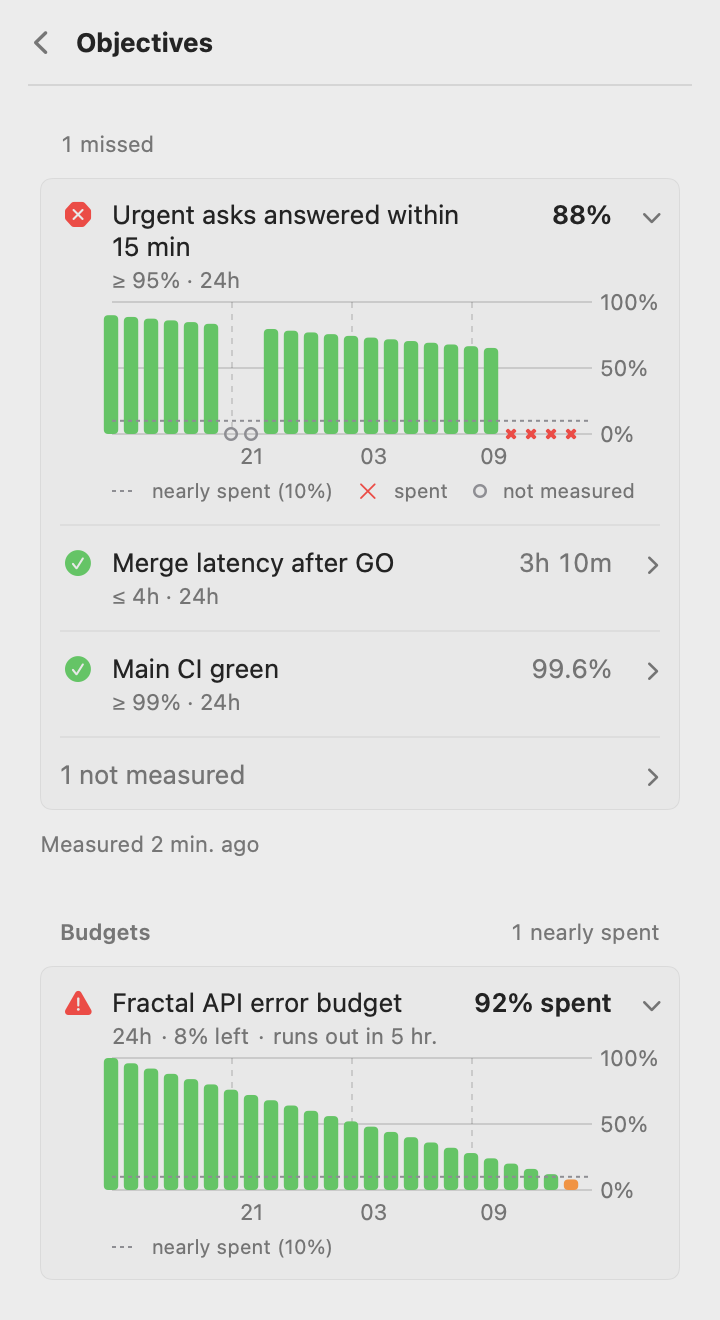 Objectives
1 missed
Urgent asks answered within
15 min
88%
≥ 95% · 24h
100%
50%
0%
21
03
09
nearly spent (10%)
spent
not measured
Merge latency after GO
3h 10m
≤ 4h · 24h
Main CI green
99.6%
≥ 99% · 24h
1 not measured
Measured 2 min. ago
Budgets
1 nearly spent
Fractal API error budget
92% spent
24h · 8% left · runs out in 5 hr.
100%
50%
0%
21
03
09
nearly spent (10%)